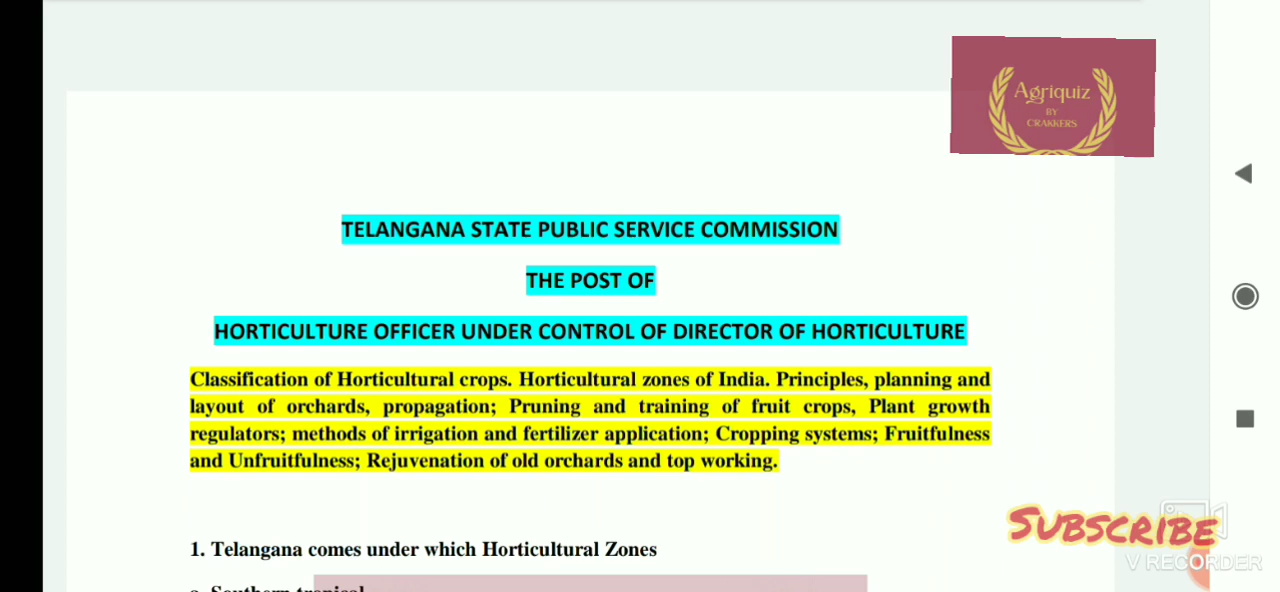 Agriquiz
BY
CRAKKERS
TELANGANA STATE PUBLIC SERVICE COMMISSION
THE POST OF
HORTICULTURE OFFICER UNDER CONTROL OF DIRECTOR OF HORTICULTURE
Classification of Horticultural crops. Horticultural zones of India. Principles, planning and
layout of orchards, propagation; Pruning and training of fruit crops, Plant growth
regulators; methods of irrigation and fertilizer application; Cropping systems; Fruitfulness
and Unfruitfulness; Rejuvenation of old orchards and top working.
1. Telangana comes under which Horticultural Zones
a. Southern tropical
SUBSCRIBE
V RECORDER